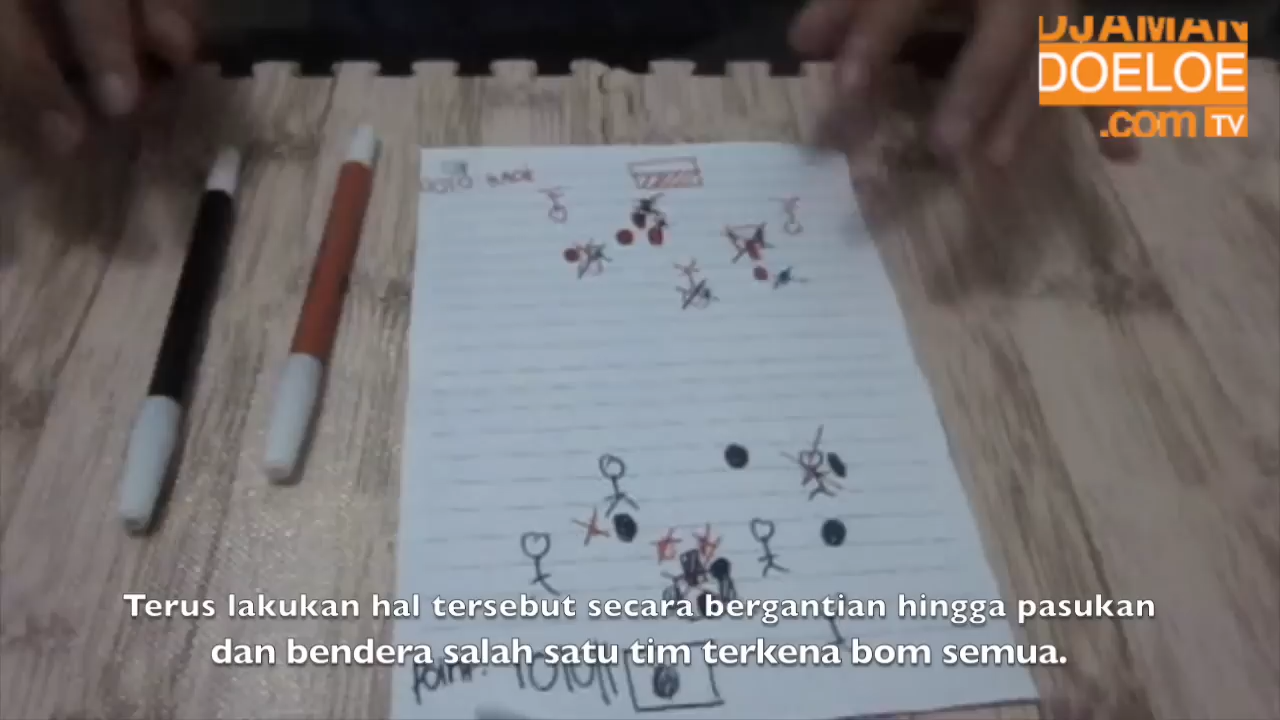 DJAMAN
DOELOE
.com TV
Terus lakukan hal tersebut secara bergantian hingga pasukan
dan bendera salah satu tim terkena bom semua.